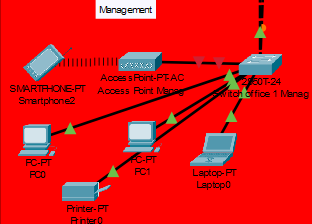 Management
SMARTPHONE-PT
Smartphone2
AccessPoint-PT-AC
Access Point Manag
2950T-24
Switch office 1 Manag
PC-PT
PC0
PC-PT
PC1
Laptop-PT
Laptop0
Printer-PT
Printer0